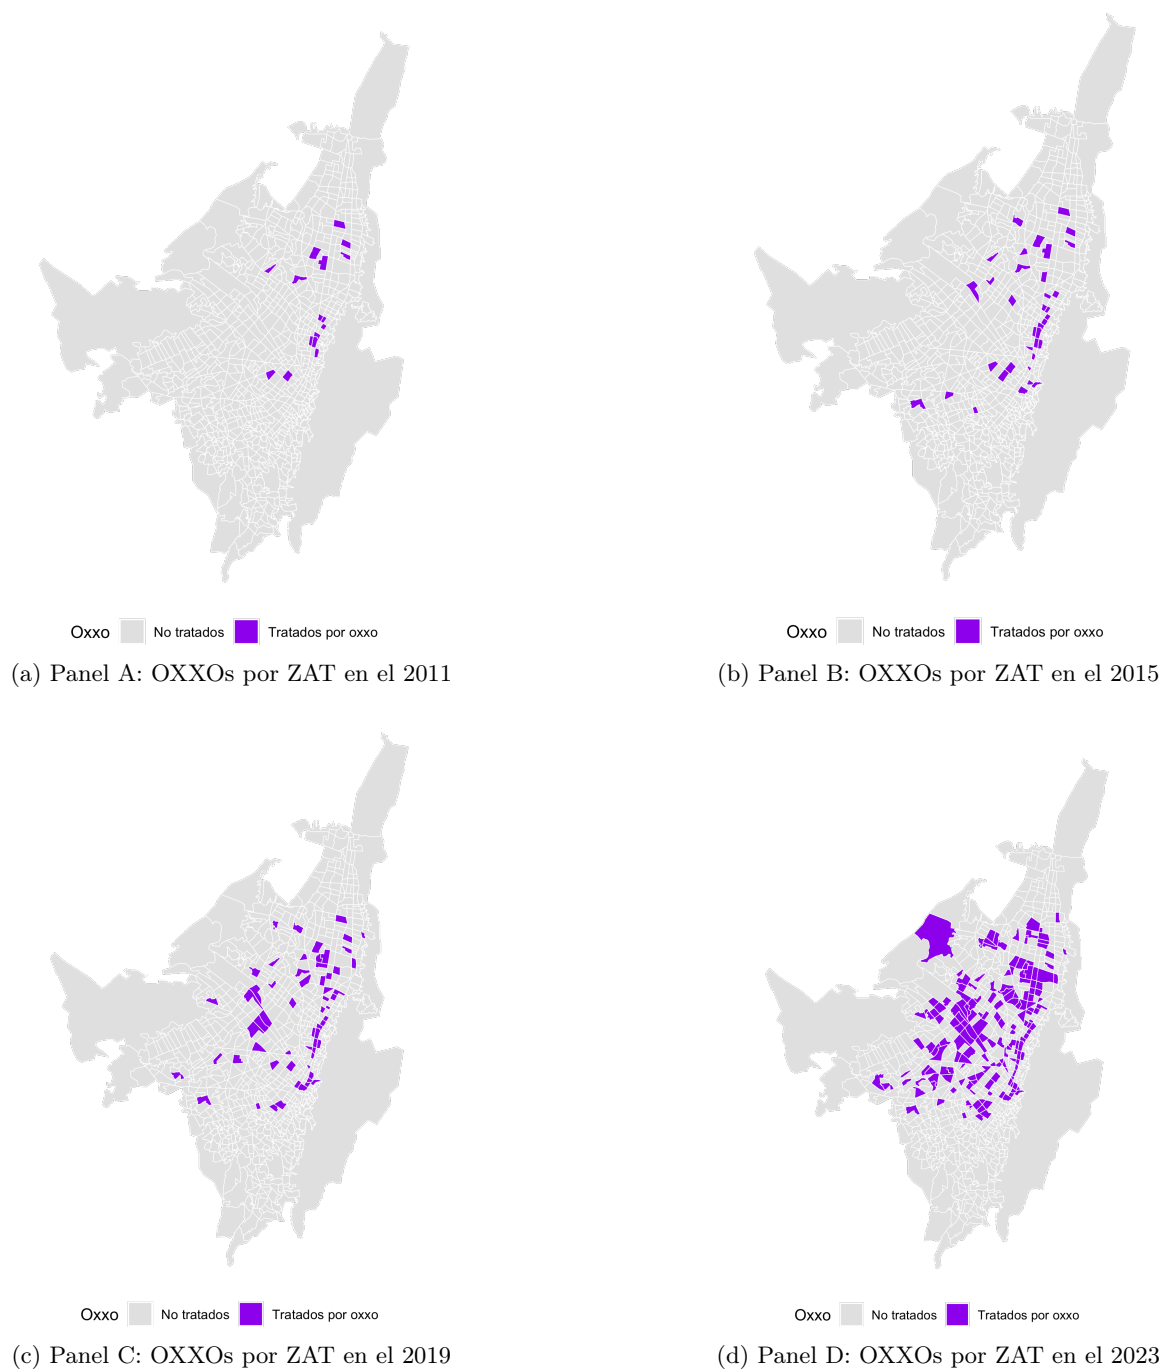 Oxxo No tratados Tratados por oxxo
(a) Panel A: OXXOs por ZAT en el 2011
Oxxo No tratados Tratados por oxxo
(b) Panel B: OXXOs por ZAT en el 2015
Oxxo No tratados Tratados por oxxo
(c) Panel C: OXXOs por ZAT en el 2019
Oxxo No tratados Tratados por oxxo
(d) Panel D: OXXOs por ZAT en el 2023